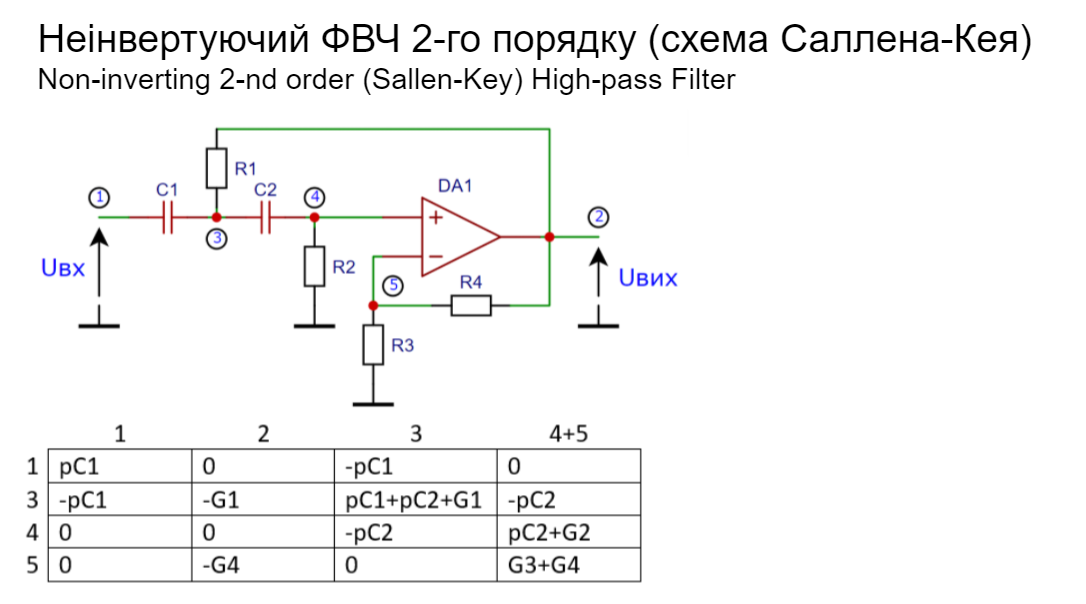 Неінвертуючий ФВЧ 2-го порядку (схема Саллена-Кея)
Non-inverting 2-nd order (Sallen-Key) High-pass Filter
R1
C1
C2
DA1
1
4
+
2
3
Uвх
R2
−
5
R4
Uвих
R3
1 2 3 4+5
1 pC1 0 -pC1 0
3 -pC1 -G1 pC1+pC2+G1 -pC2
4 0 0 -pC2 pC2+G2
5 0 -G4 0 G3+G4